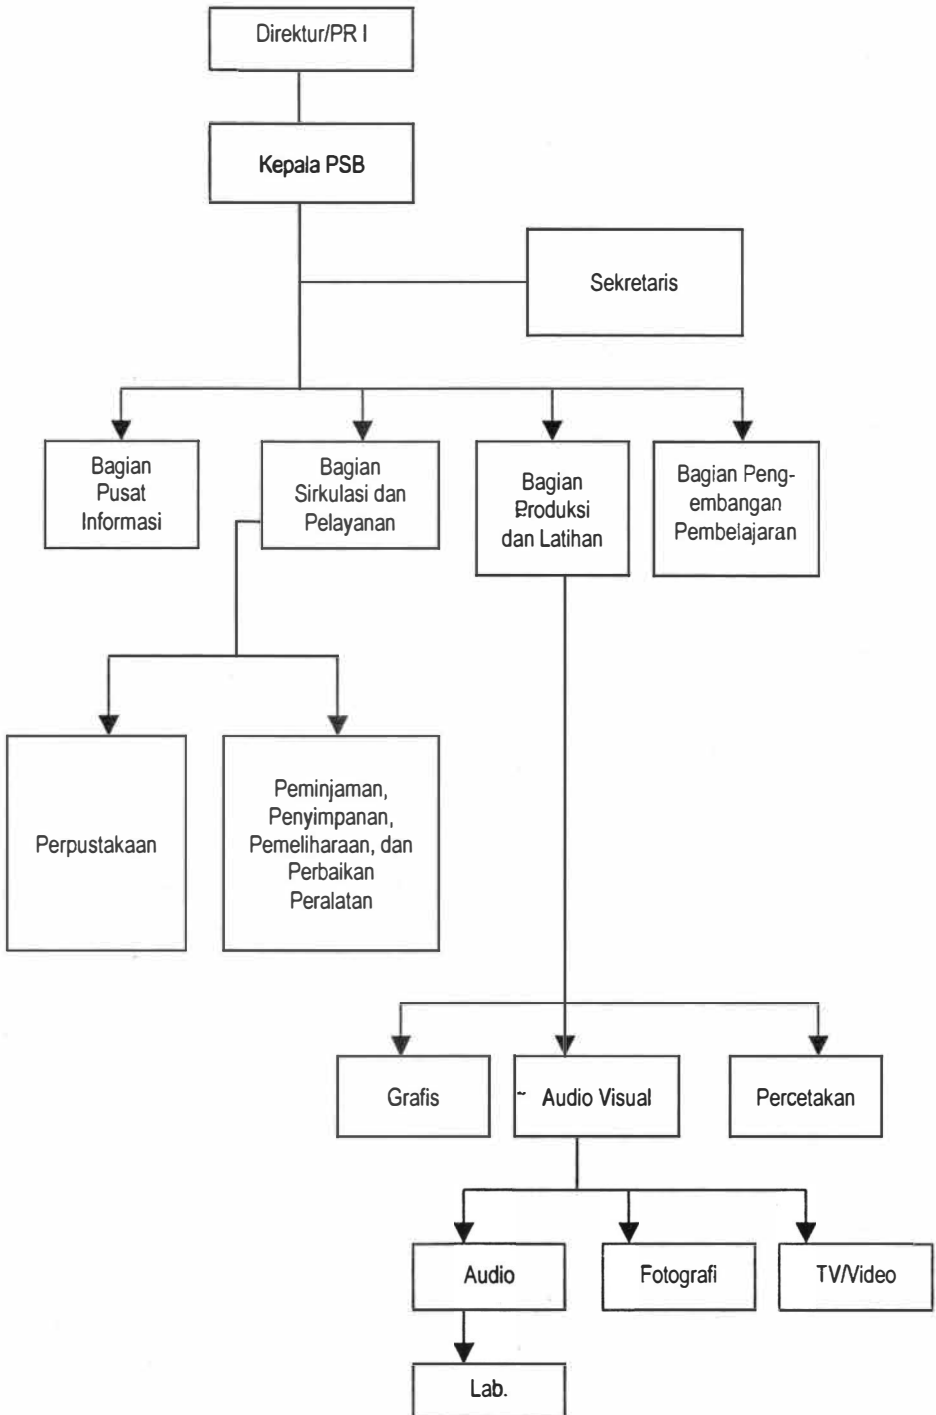 Direktur/PR I
Kepala PSB
Sekretaris
Bagian
Pusat
Informasi
Bagian
Sirkulasi dan
Pelayanan
Bagian
Produksi
dan Latihan
Bagian Peng-
embangan
Pembelajaran
Perpustakaan
Peminjaman,
Penyimpanan,
Pemeliharaan, dan
Perbaikan
Peralatan
Grafis
Audio Visual
Percetakan
Audio
Fotografi
TV/Video
Lab.